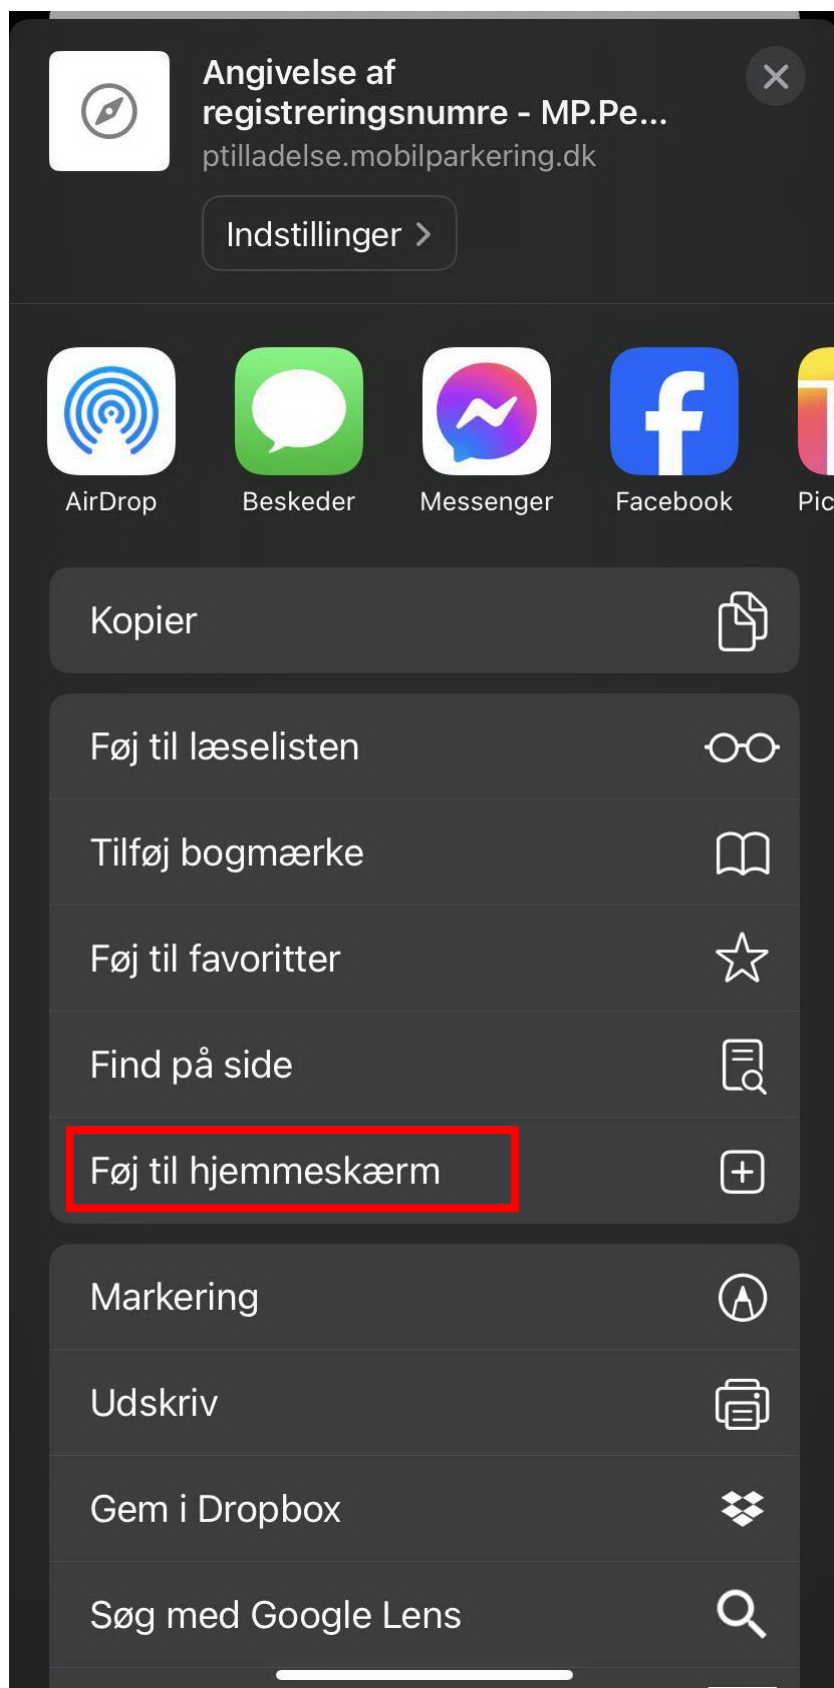 Angivelse af
registreringsnumre - MP.Pe...
ptilladelse.mobilparkering.dk
Indstillinger
AirDrop
Beskeder
Messenger
Facebook
Pic
Kopier
Føj til læselisten
Tilføj bogmærke
Føj til favoritter
Find på side
Føj til hjemmeskærm
Markering
Udskriv
Gem i Dropbox
Søg med Google Lens